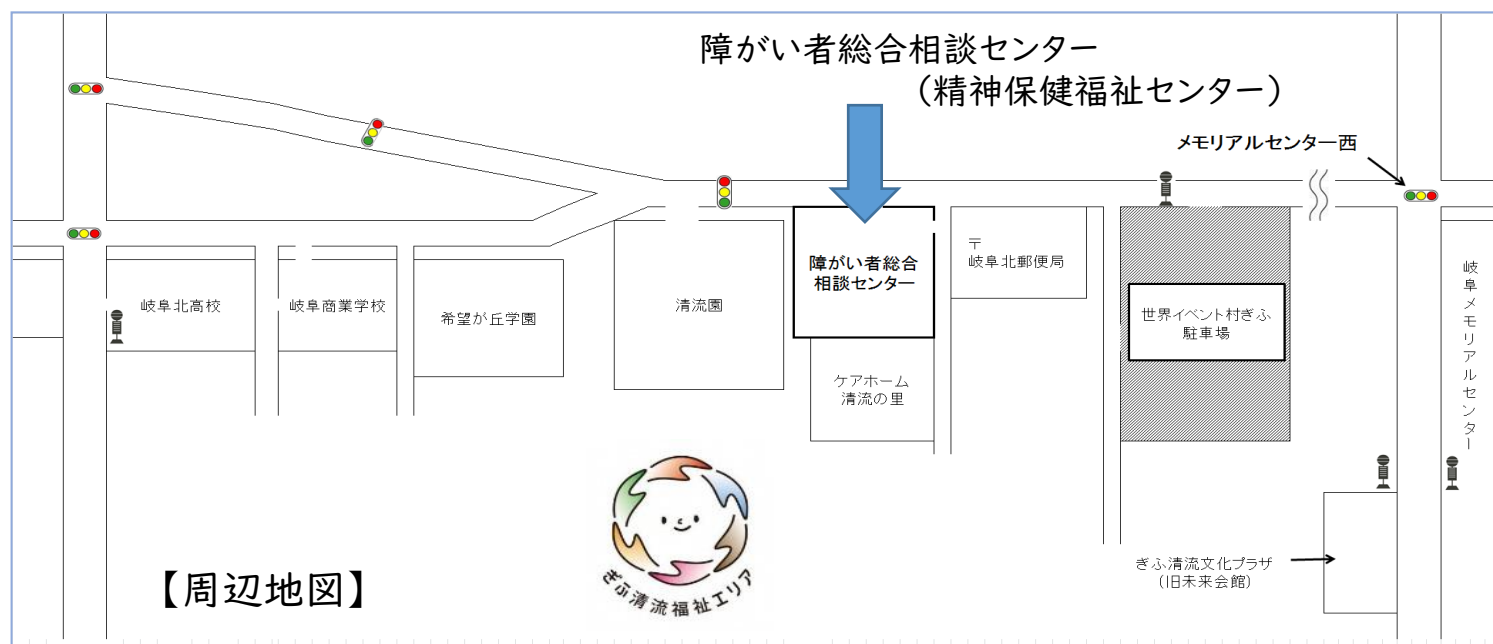 障がい者総合相談センター
（精神保健福祉センター）
メモリアルセンター西
障がい者総合
相談センター
〒
岐阜北郵便局
岐阜北高校
岐阜商業学校
希望が丘学園
清流園
世界イベント村ぎふ
駐車場
岐阜メモリアルセンター
ケアホーム
清流の里
ぎふ清流文化プラザ
(旧未来会館)
ぎふ清流福祉エリア
【周辺地図】